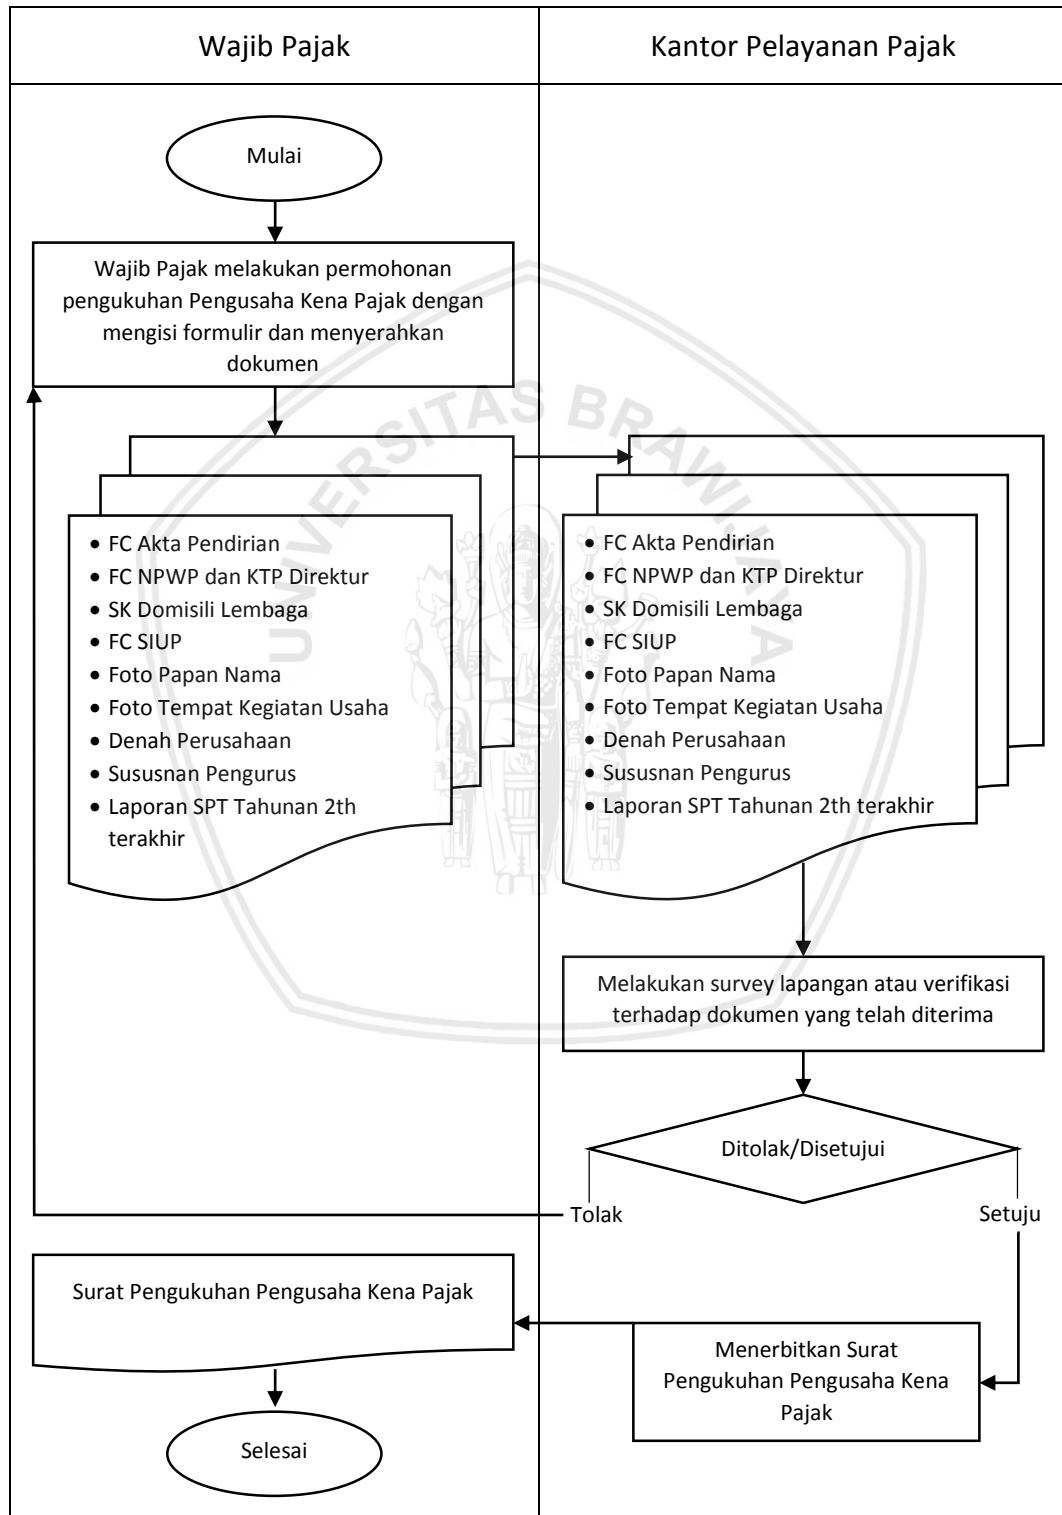 Wajib Pajak
Kantor Pelayanan Pajak
Mulai
Wajib Pajak melakukan permohonan
pengukuhan Pengusaha Kena Pajak dengan
mengisi formulir dan menyerahkan
dokumen
UNIVERSITAS BRAWIJAYA
• FC Akta Pendirian
• FC NPWP dan KTP Direktur
• SK Domisili Lembaga
• FC SIUP
• Foto Papan Nama
• Foto Tempat Kegiatan Usaha
• Denah Perusahaan
• Sususnan Pengurus
• Laporan SPT Tahunan 2th
terakhir
• FC Akta Pendirian
• FC NPWP dan KTP Direktur
• SK Domisili Lembaga
• FC SIUP
• Foto Papan Nama
• Foto Tempat Kegiatan Usaha
• Denah Perusahaan
• Sususnan Pengurus
• Laporan SPT Tahunan 2th terakhir
Melakukan survey lapangan atau verifikasi
terhadap dokumen yang telah diterima
Ditolak/Disetujui
Tolak
Setuju
Surat Pengukuhan Pengusaha Kena Pajak
Menerbitkan Surat
Pengukuhan Pengusaha Kena
Pajak
Selesai